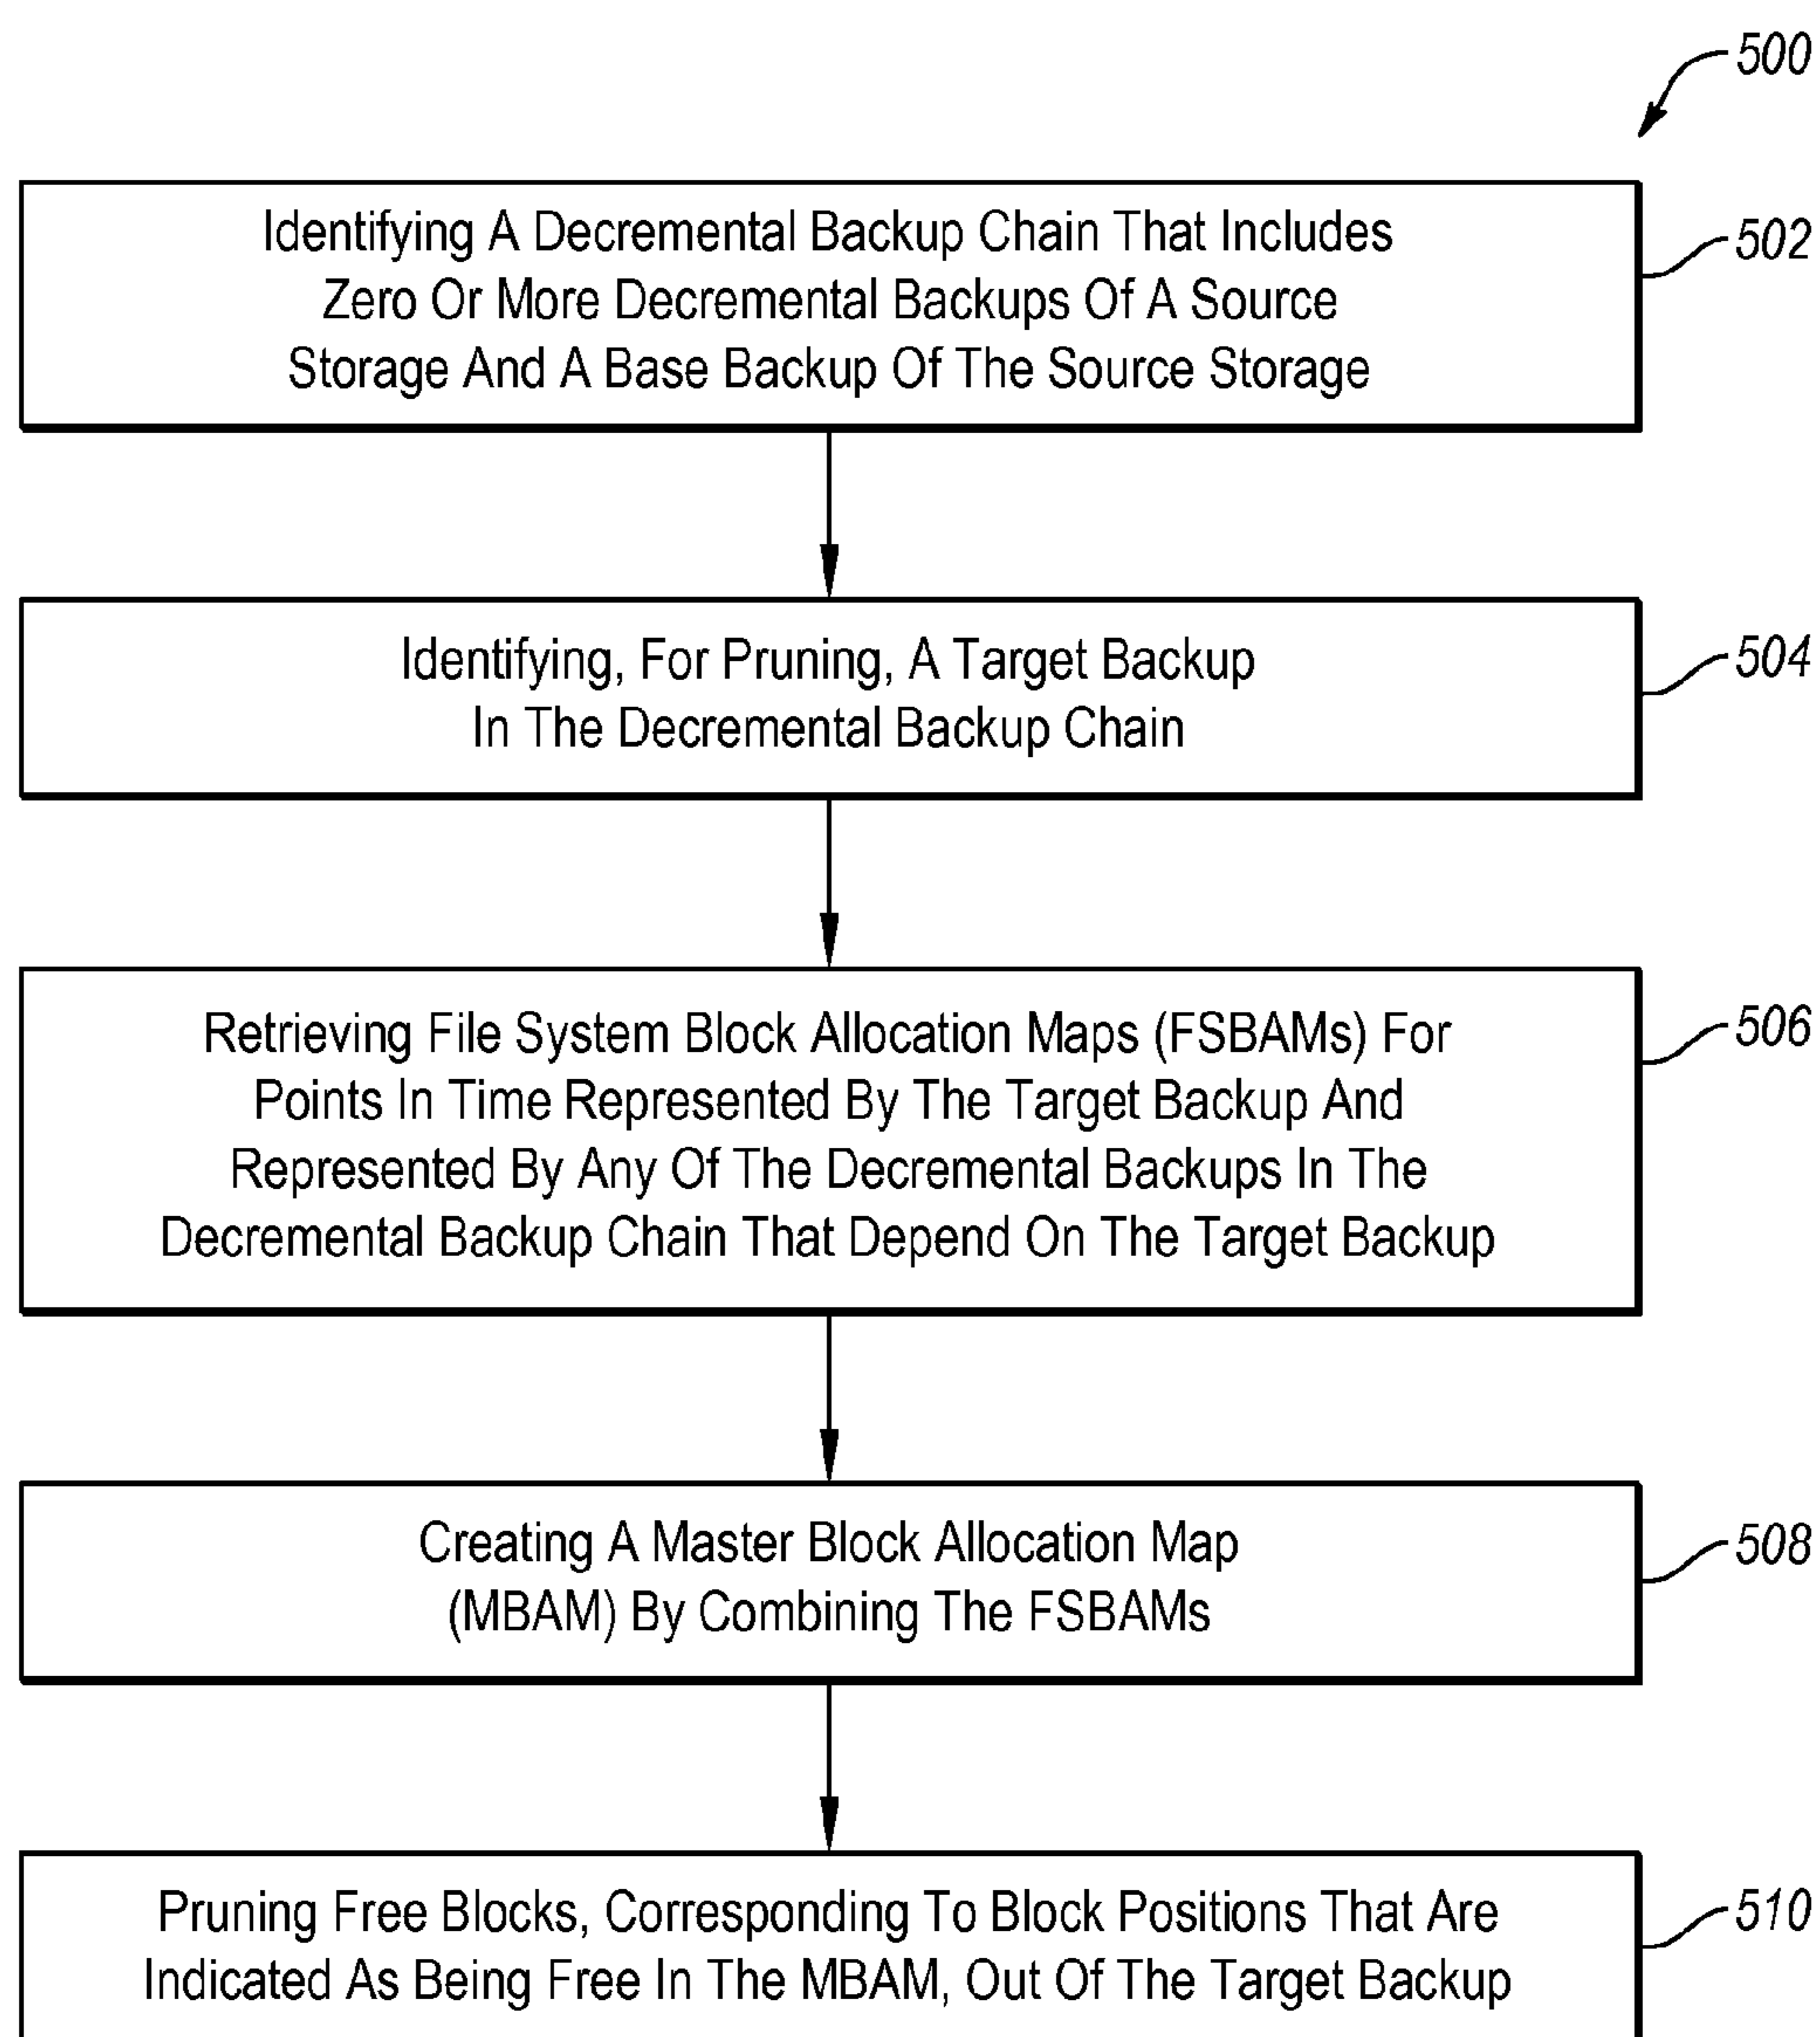 500
Identifying A Decremental Backup Chain That Includes
Zero Or More Decremental Backups Of A Source
Storage And A Base Backup Of The Source Storage
502
Identifying, For Pruning, A Target Backup
In The Decremental Backup Chain
504
Retrieving File System Block Allocation Maps (FSBAMs) For
Points In Time Represented By The Target Backup And
Represented By Any Of The Decremental Backups In The
Decremental Backup Chain That Depend On The Target Backup
506
Creating A Master Block Allocation Map
(MBAM) By Combining The FSBAMs
508
Pruning Free Blocks, Corresponding To Block Positions That Are
Indicated As Being Free In The MBAM, Out Of The Target Backup
510